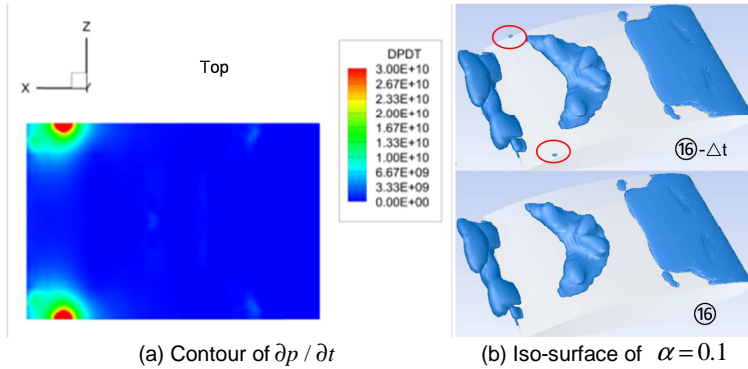 Z
X
Y
Top
DPDT
3.00E+10
2.67E+10
2.33E+10
2.00E+10
1.67E+10
1.33E+10
1.00E+10
6.67E+09
3.33E+09
0.00E+00
⑯-△t
⑯
(a) Contour of ∂p / ∂t
(b) Iso-surface of α = 0.1